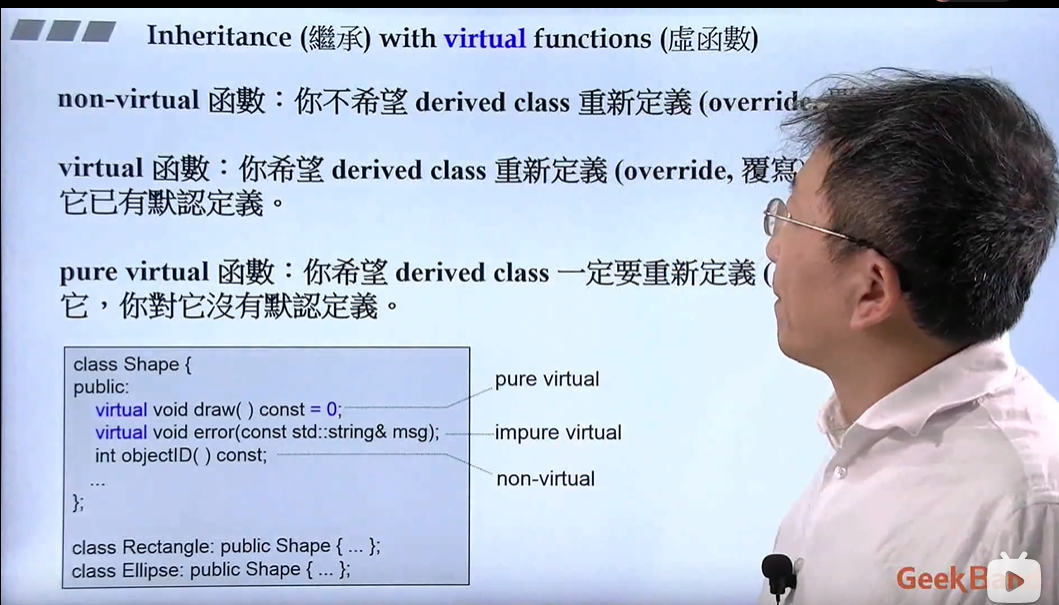 Inheritance (繼承) with virtual functions (虛函數)
non-virtual 函數：你不希望 derived class 重新定義 (override,
virtual 函數：你希望 derived class 重新定義 (override, 覆寫)
它已有默認定義。
pure virtual 函數：你希望 derived class 一定要重新定義 (
它，你對它沒有默認定義。
class Shape {
public:
virtual void draw( ) const = 0;
pure virtual
virtual void error(const std::string& msg);
impure virtual
int objectID( ) const;
non-virtual
...
};
class Rectangle: public Shape { ... };
class Ellipse: public Shape { ... };